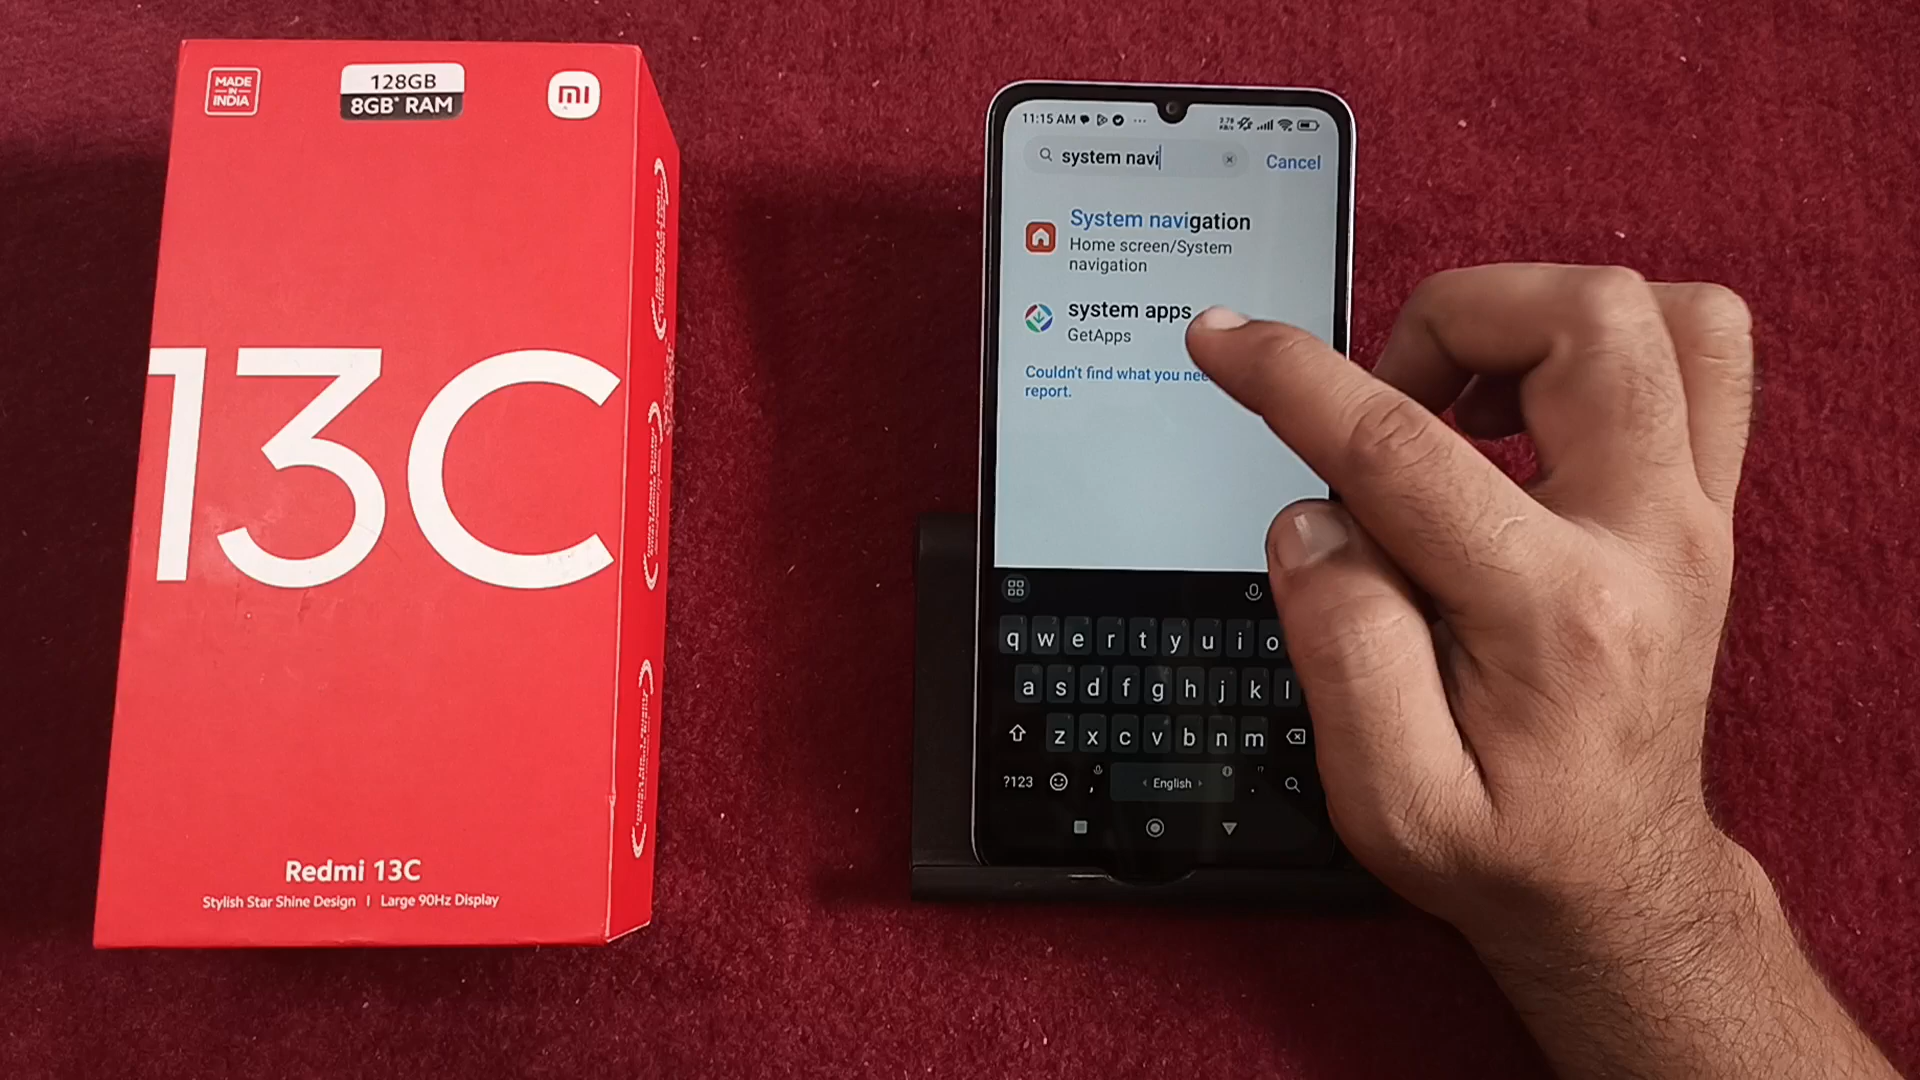 MADE
IN
INDIA
128GB
8GB* RAM
mi
13C
Redmi 13C
Stylish Star Shine Design | Large 90Hz Display
11:15 AM
system navi
Cancel
System navigation
Home screen/System
navigation
system apps
GetApps
Couldn't find what you
report.
q w e r t y u i o
a s d f g h j k l
z x c v b n m
?123 , English .